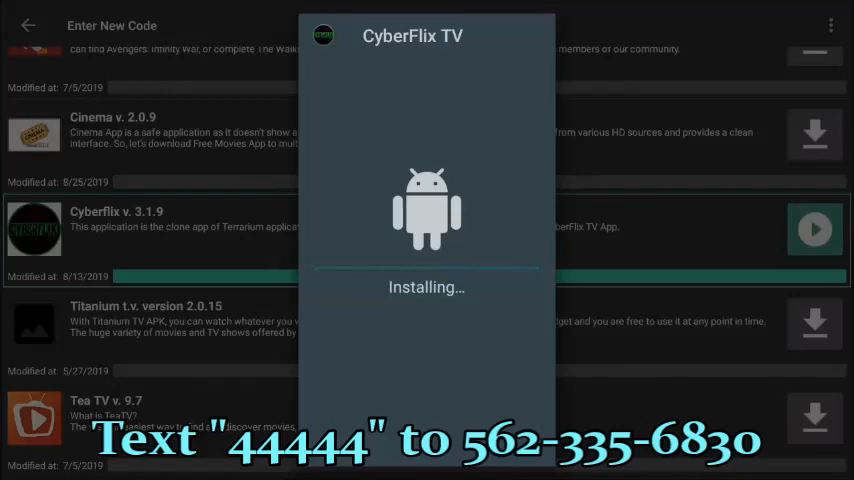 Enter New Code
CyberFlix TV
can find Avengers: Infinity War, or complete The Walk
members of our community.
Modified at: 7/5/2019
Cinema v. 2.0.9
Cinema App is a safe application as it doesn't show a
from various HD sources and provides a clean
interface. So, let's download Free Movies App to mul
Modified at: 8/25/2019
Cyberflix v. 3.1.9
This application is the clone app of Terrarium applicat
berFlix TV App.
Modified at: 8/13/2019
Installing...
Titanium t.v. version 2.0.15
With Titanium TV APK, you can watch whatever you
dget and you are free to use it at any point in time.
The huge variety of movies and TV shows offered by
Modified at: 5/27/2019
Tea TV v. 9.7
What is TeaTV?
discover movies,
Text "44444" to 562-335-6830
Modified at: 7/5/2019